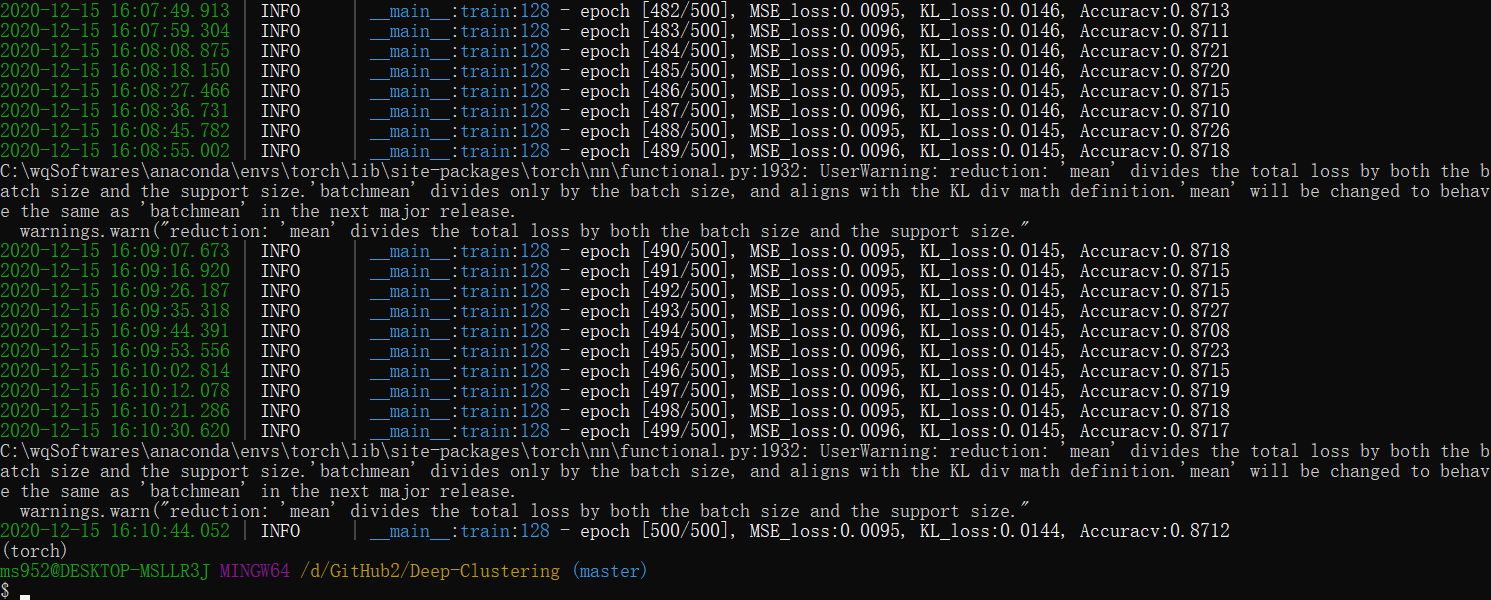 2020-12-15 16:07:49.913 | INFO     | __main__:train:128 - epoch [482/500], MSE_loss:0.0095, KL_loss:0.0146, Accuracy:0.8713
2020-12-15 16:07:59.304 | INFO     | __main__:train:128 - epoch [483/500], MSE_loss:0.0096, KL_loss:0.0146, Accuracy:0.8711
2020-12-15 16:08:08.875 | INFO     | __main__:train:128 - epoch [484/500], MSE_loss:0.0095, KL_loss:0.0146, Accuracy:0.8721
2020-12-15 16:08:18.150 | INFO     | __main__:train:128 - epoch [485/500], MSE_loss:0.0096, KL_loss:0.0146, Accuracy:0.8720
2020-12-15 16:08:27.466 | INFO     | __main__:train:128 - epoch [486/500], MSE_loss:0.0095, KL_loss:0.0146, Accuracy:0.8715
2020-12-15 16:08:36.731 | INFO     | __main__:train:128 - epoch [487/500], MSE_loss:0.0096, KL_loss:0.0146, Accuracy:0.8710
2020-12-15 16:08:45.782 | INFO     | __main__:train:128 - epoch [488/500], MSE_loss:0.0095, KL_loss:0.0145, Accuracy:0.8726
2020-12-15 16:08:55.002 | INFO     | __main__:train:128 - epoch [489/500], MSE_loss:0.0096, KL_loss:0.0145, Accuracy:0.8718
C:\wqSoftwares\anaconda\envs\torch\lib\site-packages\torch\nn\functional.py:1932: UserWarning: reduction: 'mean' divides the total loss by both the b
atch size and the support size.'batchmean' divides only by the batch size, and aligns with the KL div math definition.'mean' will be changed to behav
e the same as 'batchmean' in the next major release.
  warnings.warn("reduction: 'mean' divides the total loss by both the batch size and the support size."
2020-12-15 16:09:07.673 | INFO     | __main__:train:128 - epoch [490/500], MSE_loss:0.0095, KL_loss:0.0145, Accuracy:0.8718
2020-12-15 16:09:16.920 | INFO     | __main__:train:128 - epoch [491/500], MSE_loss:0.0095, KL_loss:0.0145, Accuracy:0.8715
2020-12-15 16:09:26.187 | INFO     | __main__:train:128 - epoch [492/500], MSE_loss:0.0095, KL_loss:0.0145, Accuracy:0.8715
2020-12-15 16:09:35.318 | INFO     | __main__:train:128 - epoch [493/500], MSE_loss:0.0096, KL_loss:0.0145, Accuracy:0.8727
2020-12-15 16:09:44.391 | INFO     | __main__:train:128 - epoch [494/500], MSE_loss:0.0096, KL_loss:0.0145, Accuracy:0.8708
2020-12-15 16:09:53.556 | INFO     | __main__:train:128 - epoch [495/500], MSE_loss:0.0096, KL_loss:0.0145, Accuracy:0.8723
2020-12-15 16:10:02.814 | INFO     | __main__:train:128 - epoch [496/500], MSE_loss:0.0095, KL_loss:0.0145, Accuracy:0.8715
2020-12-15 16:10:12.078 | INFO     | __main__:train:128 - epoch [497/500], MSE_loss:0.0096, KL_loss:0.0145, Accuracy:0.8719
2020-12-15 16:10:21.286 | INFO     | __main__:train:128 - epoch [498/500], MSE_loss:0.0095, KL_loss:0.0145, Accuracy:0.8718
2020-12-15 16:10:30.620 | INFO     | __main__:train:128 - epoch [499/500], MSE_loss:0.0096, KL_loss:0.0145, Accuracy:0.8717
C:\wqSoftwares\anaconda\envs\torch\lib\site-packages\torch\nn\functional.py:1932: UserWarning: reduction: 'mean' divides the total loss by both the b
atch size and the support size.'batchmean' divides only by the batch size, and aligns with the KL div math definition.'mean' will be changed to behav
e the same as 'batchmean' in the next major release.
  warnings.warn("reduction: 'mean' divides the total loss by both the batch size and the support size."
2020-12-15 16:10:44.052 | INFO     | __main__:train:128 - epoch [500/500], MSE_loss:0.0095, KL_loss:0.0144, Accuracy:0.8712
(torch)
ms952@DESKTOP-MSLLR3J MINGW64 /d/GitHub2/Deep-Clustering (master)
$